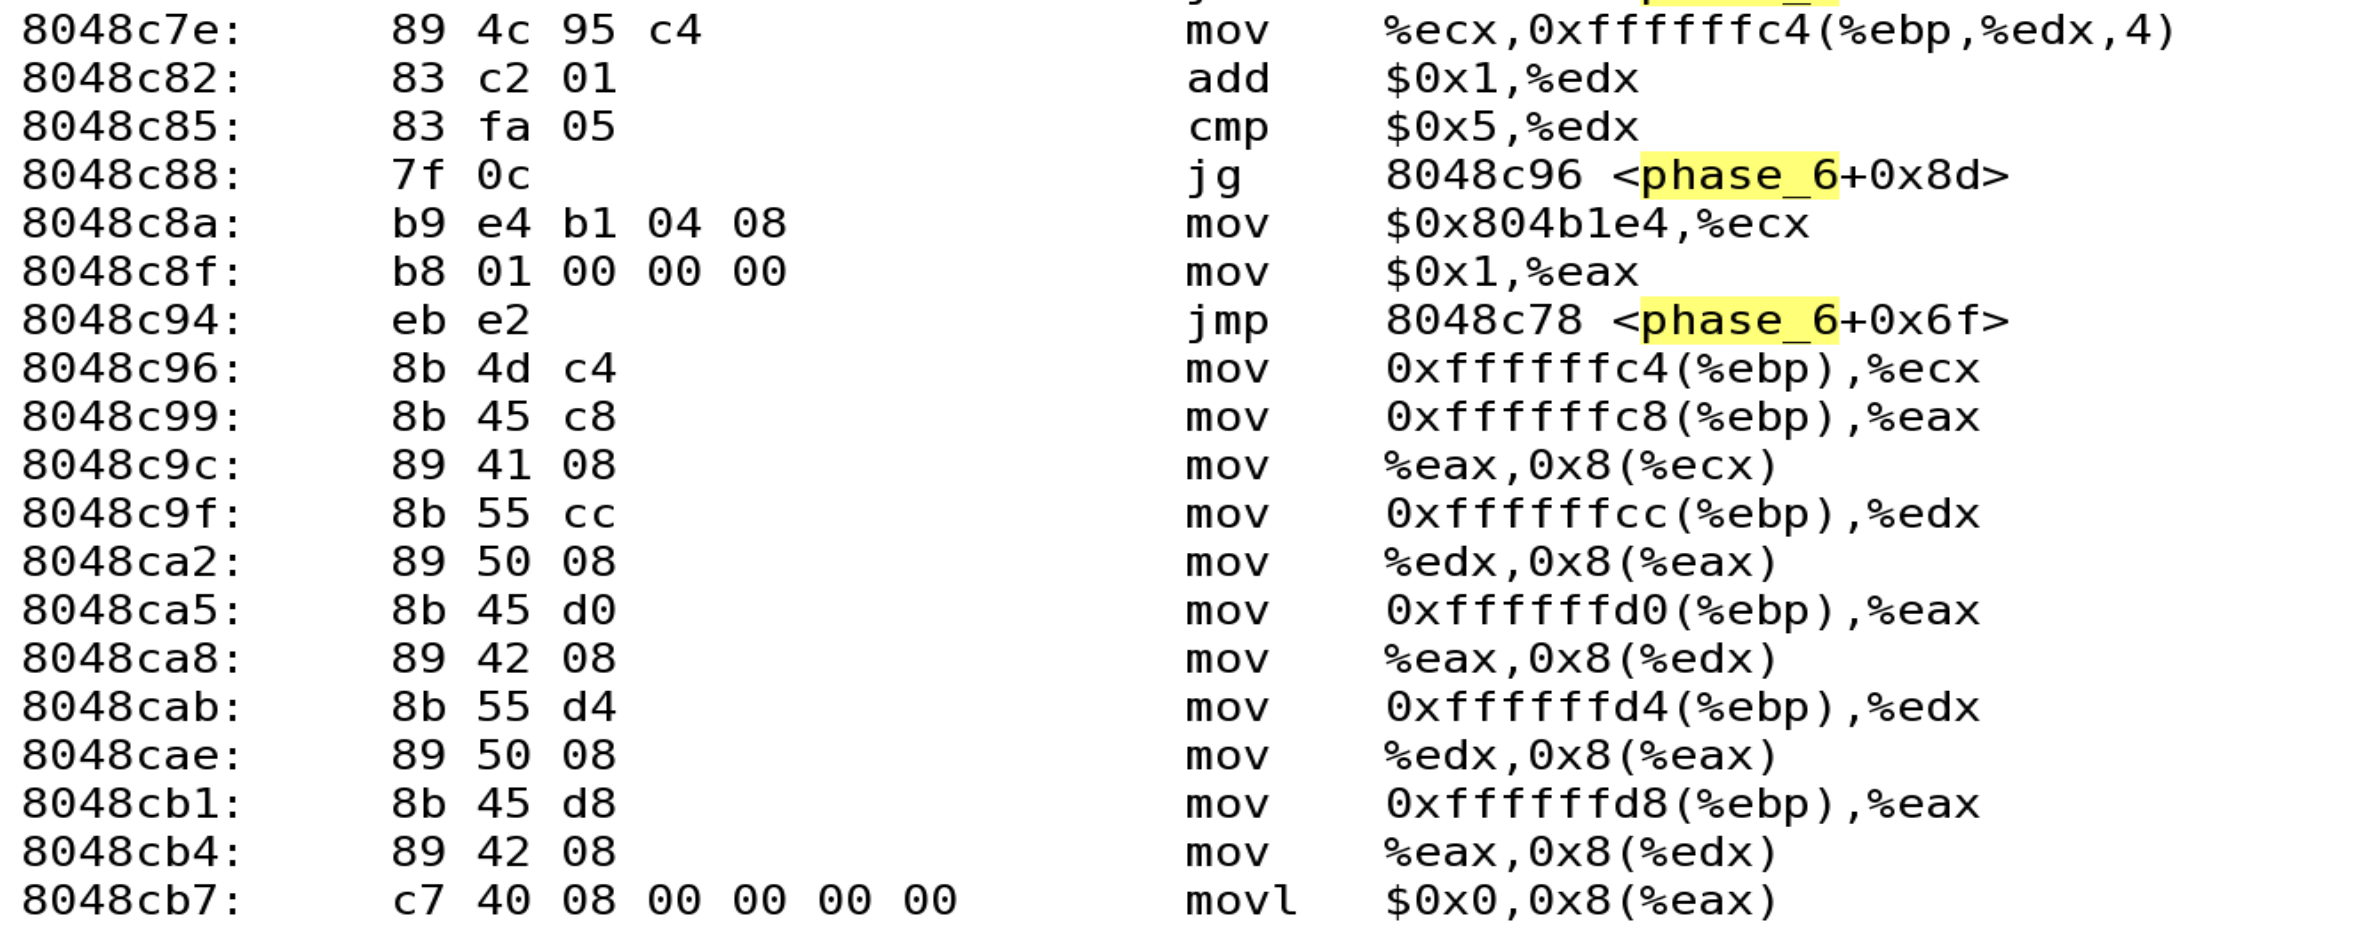 8048c7e: 89 4c 95 c4 mov %ecx,0xffffffc4(%ebp,%edx,4)
8048c82: 83 c2 01 add $0x1,%edx
8048c85: 83 fa 05 cmp $0x5,%edx
8048c88: 7f 0c jg 8048c96 <phase_6+0x8d>
8048c8a: b9 e4 b1 04 08 mov $0x804b1e4,%ecx
8048c8f: b8 01 00 00 00 mov $0x1,%eax
8048c94: eb e2 jmp 8048c78 <phase_6+0x6f>
8048c96: 8b 4d c4 mov 0xffffffc4(%ebp),%ecx
8048c99: 8b 45 c8 mov 0xffffffc8(%ebp),%eax
8048c9c: 89 41 08 mov %eax,0x8(%ecx)
8048c9f: 8b 55 cc mov 0xffffffcc(%ebp),%edx
8048ca2: 89 50 08 mov %edx,0x8(%eax)
8048ca5: 8b 45 d0 mov 0xffffffd0(%ebp),%eax
8048ca8: 89 42 08 mov %eax,0x8(%edx)
8048cab: 8b 55 d4 mov 0xffffffd4(%ebp),%edx
8048cae: 89 50 08 mov %edx,0x8(%eax)
8048cb1: 8b 45 d8 mov 0xffffffd8(%ebp),%eax
8048cb4: 89 42 08 mov %eax,0x8(%edx)
8048cb7: c7 40 08 00 00 00 00 movl $0x0,0x8(%eax)